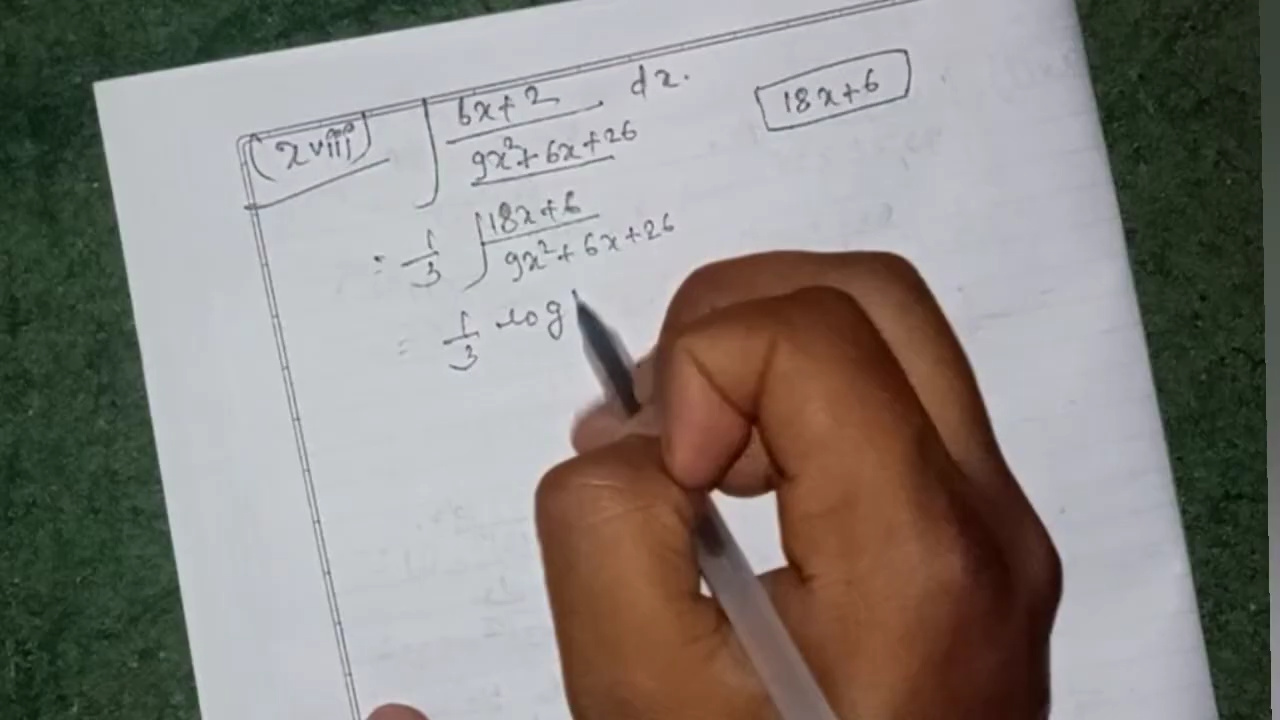 (xviii) ∫ 6x+2 / 9x²+6x+26 . dx.
18x+6
= 1/3 ∫ 18x+6 / 9x²+6x+26
= 1/3 log